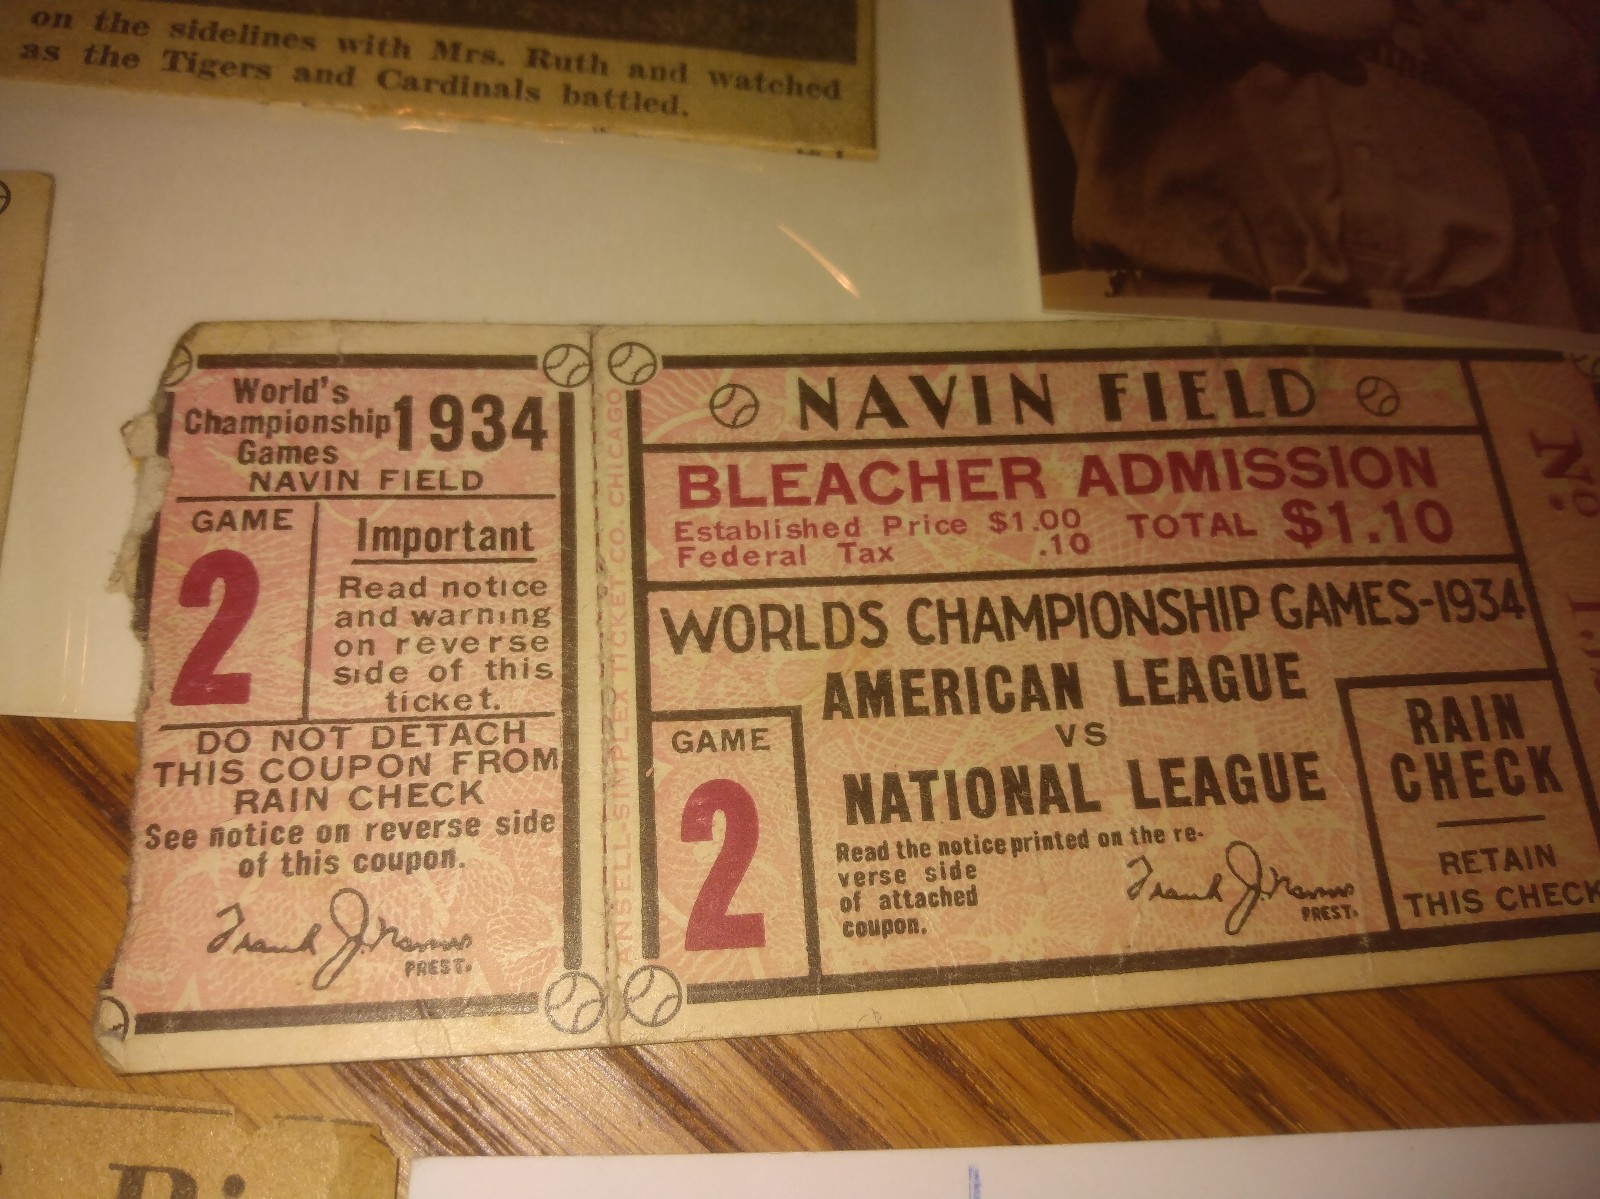 on the sidelines with Mrs. Ruth and watched
as the Tigers and Cardinals battled.
World's
Championship
Games
1934
NAVIN FIELD
GAME
2
Important
Read notice
and warning
on reverse
side of this
ticket.
DO NOT DETACH
THIS COUPON FROM
RAIN CHECK
See notice on reverse side
of this coupon.
Frank J. Navin
PREST.
ANSELL-SIMPLEX TICKET CO. CHICAGO
NAVIN FIELD
BLEACHER ADMISSION
Established Price $1.00
Federal Tax .10
TOTAL $1.10
WORLDS CHAMPIONSHIP GAMES-1934
AMERICAN LEAGUE
VS
NATIONAL LEAGUE
GAME
2
Read the notice printed on the re-
verse side
of attached
coupon.
Frank J. Navin
PREST.
RAIN
CHECK
RETAIN
THIS CHECK
No.